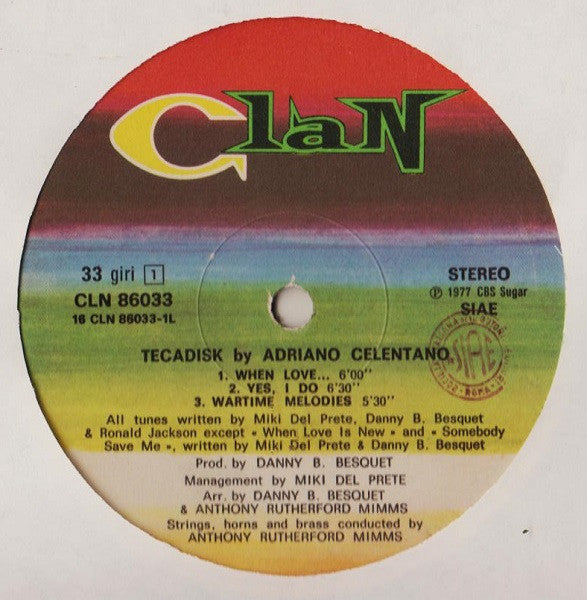 Clan
33 giri 1
CLN 86033
16 CLN 86033-1L
STEREO
℗ 1977 CBS Sugar
SIAE
TECADISK by ADRIANO CELENTANO
1. WHEN LOVE... 6'00''
2. YES, I DO 6'30''
3. WARTIME MELODIES 5'30''
All tunes written by Miki Del Prete, Danny B. Besquet
& Ronald Jackson except « When Love Is New » and « Somebody
Save Me », written by Miki Del Prete & Danny B. Besquet
Prod. by DANNY B. BESQUET
Management by MIKI DEL PRETE
Arr. by DANNY B. BESQUET
& ANTHONY RUTHERFORD MIMMS
Strings, horns and brass conducted by
ANTHONY RUTHERFORD MIMMS
SIAE
ROMA